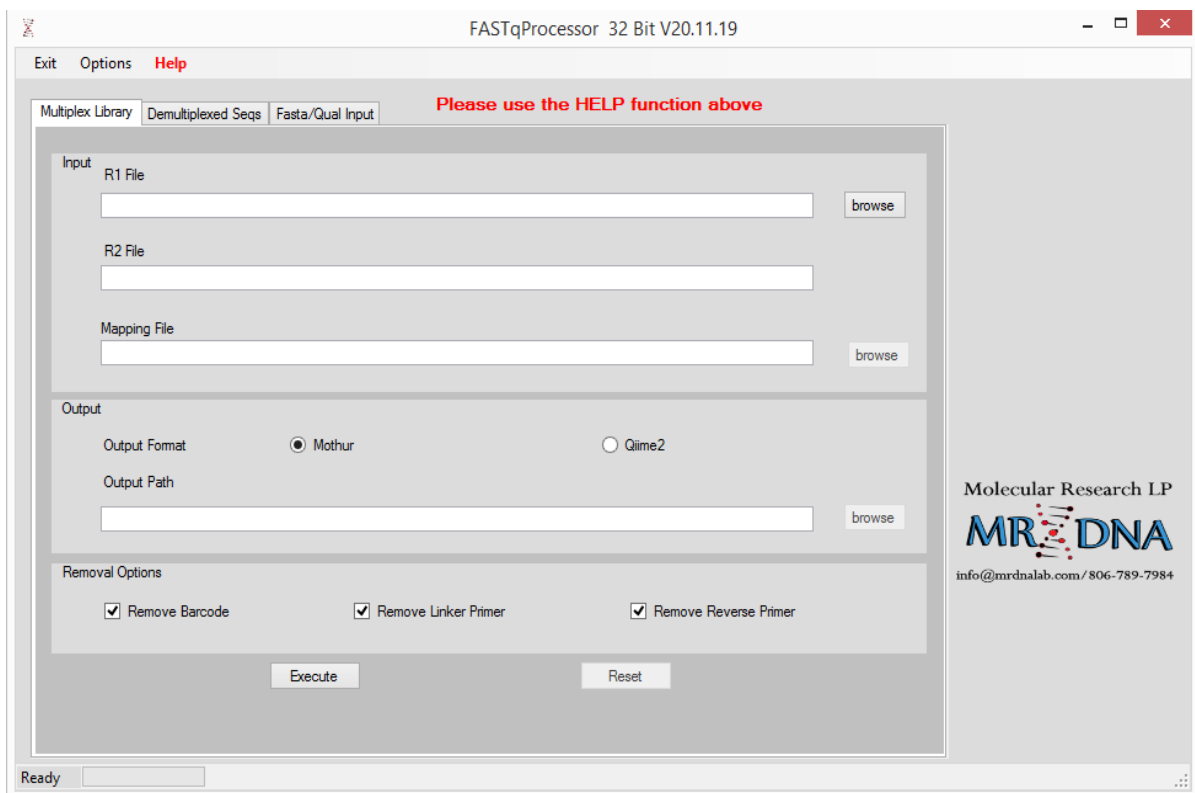 FASTqProcessor 32 Bit V20.11.19
Exit Options Help
Please use the HELP function above
Multiplex Library Demultiplexed Seqs Fasta/Qual Input
Input
R1 File
browse
R2 File
Mapping File
browse
Output
Output Format Mothur Qiime2
Output Path
browse
Removal Options
Remove Barcode Remove Linker Primer Remove Reverse Primer
Execute Reset
Molecular Research LP
MR DNA
info@mrdnalab.com/806-789-7984
Ready